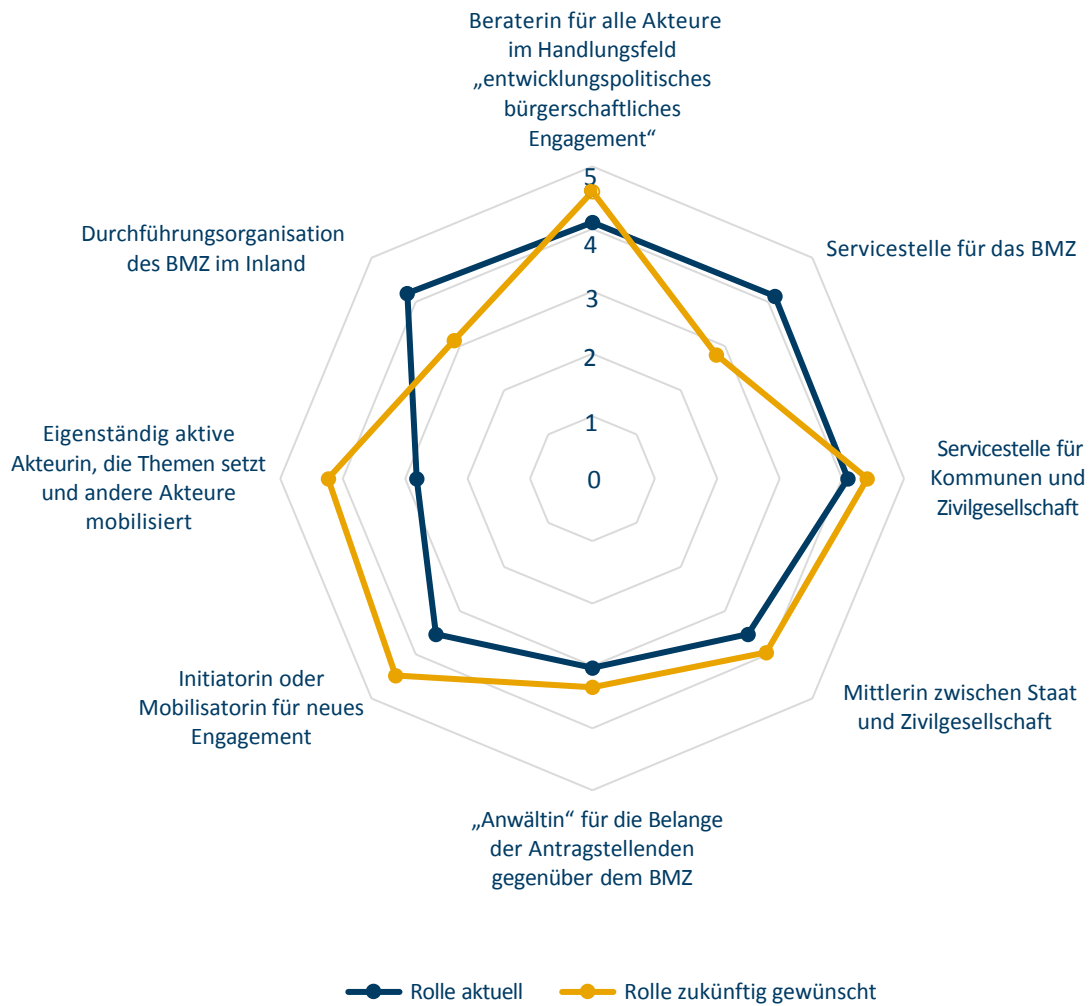 Beraterin für alle Akteure
im Handlungsfeld
„entwicklungspolitisches
bürgerschaftliches
Engagement“
5
4
3
2
1
0
Servicestelle für das BMZ
Servicestelle für
Kommunen und
Zivilgesellschaft
Mittlerin zwischen Staat
und Zivilgesellschaft
„Anwältin“ für die Belange
der Antragstellenden
gegenüber dem BMZ
Initiatorin oder
Mobilisatorin für neues
Engagement
Eigenständig aktive
Akteurin, die Themen setzt
und andere Akteure
mobilisiert
Durchführungsorganisation
des BMZ im Inland
Rolle aktuell
Rolle zukünftig gewünscht